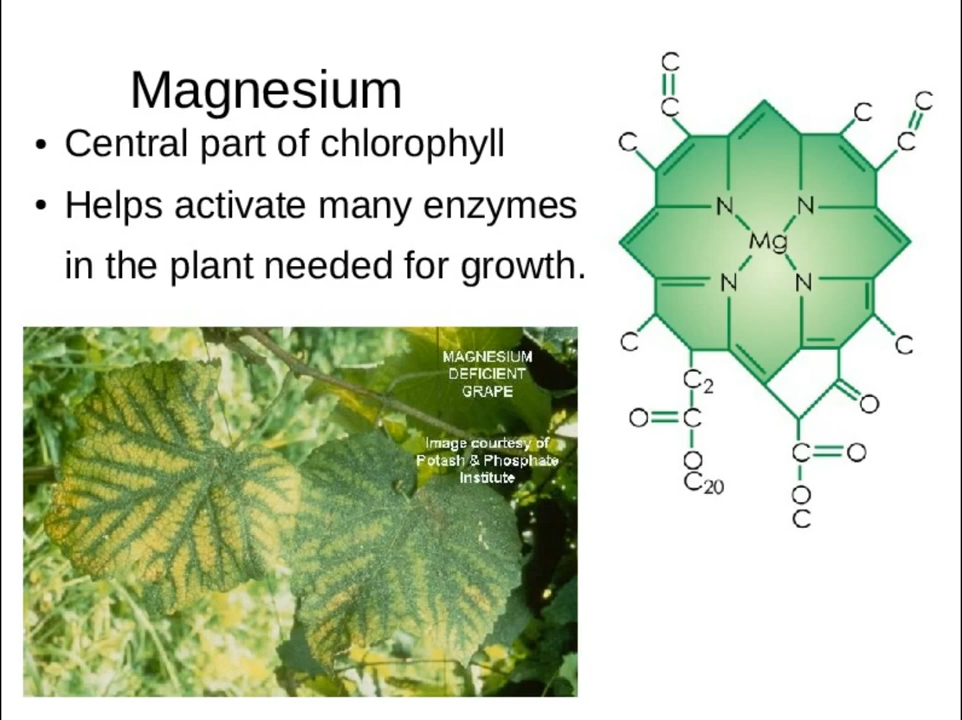 Magnesium
• Central part of chlorophyll
• Helps activate many enzymes
in the plant needed for growth.
MAGNESIUM
DEFICIENT
GRAPE
Image courtesy of
Potash & Phosphate
Institute
C
C
C
C
C
C
N
N
Mg
N
N
C
C
C2
O
O
C
C
O
O
O
C20
C